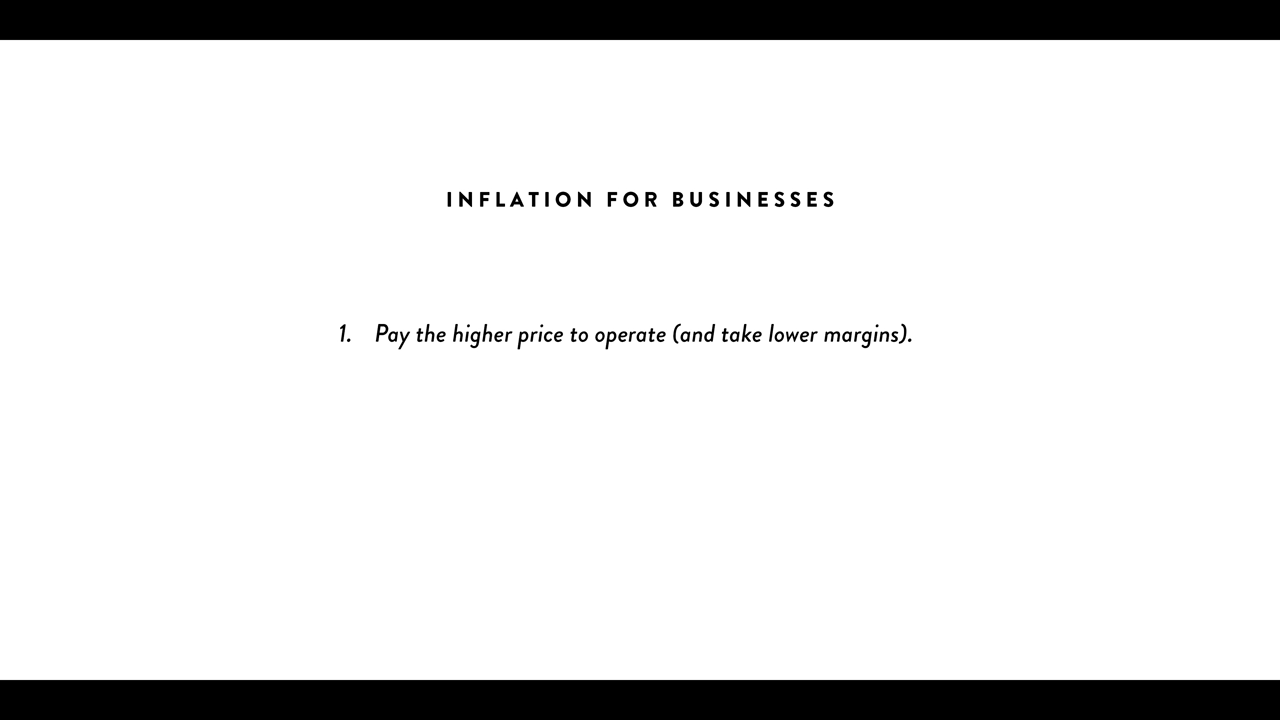 INFLATION FOR BUSINESSES
1. Pay the higher price to operate (and take lower margins).